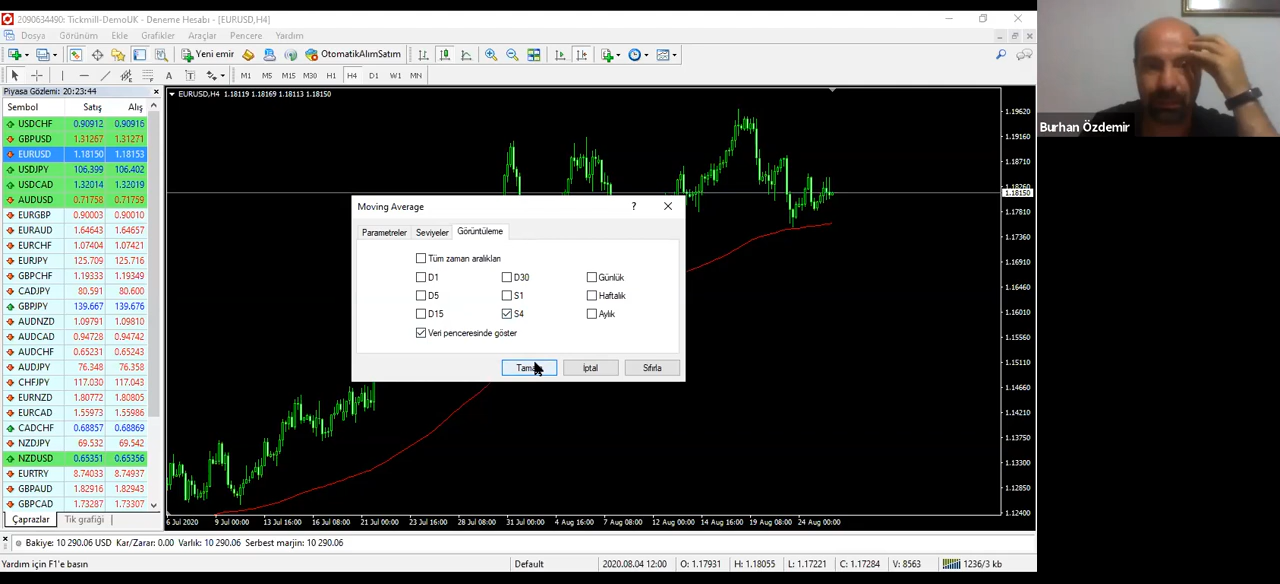 2090634490: Tickmill-DemoUK - Deneme Hesabı - [EURUSD,H4]
Dosya Görünüm Ekle Grafikler Araçlar Pencere Yardım
Yeni emir OtomatikAlımSatım
A T M1 M5 M15 M30 H1 H4 D1 W1 MN
Piyasa Gözlemi: 20:23:44
Sembol Satış Alış
USDCHF 0.90912 0.90916
GBPUSD 1.31267 1.31271
EURUSD 1.18150 1.18153
USDJPY 106.399 106.402
USDCAD 1.32014 1.32019
AUDUSD 0.71758 0.71759
EURGBP 0.90003 0.90010
EURAUD 1.64643 1.64657
EURCHF 1.07404 1.07421
EURJPY 125.709 125.716
GBPCHF 1.19333 1.19349
CADJPY 80.591 80.600
GBPJPY 139.667 139.676
AUDNZD 1.09791 1.09810
AUDCAD 0.94728 0.94742
AUDCHF 0.65231 0.65243
AUDJPY 76.348 76.358
CHFJPY 117.030 117.043
EURNZD 1.80772 1.80805
EURCAD 1.55973 1.55986
CADCHF 0.68857 0.68869
NZDJPY 69.532 69.542
NZDUSD 0.65351 0.65356
EURTRY 8.74033 8.74937
GBPAUD 1.82916 1.82943
GBPCAD 1.73287 1.73307
Çaprazlar Tik grafiği
EURUSD,H4 1.18119 1.18169 1.18113 1.18150
Moving Average
Parametreler Seviyeler Görüntüleme
Tüm zaman aralıkları
D1 D30 Günlük
D5 S1 Haftalık
D15 S4 Aylık
Veri penceresinde göster
İptal Sıfırla
1.19620
1.19160
1.18710
1.18260
1.18150
1.17810
1.17360
1.16910
1.16460
1.16010
1.15560
1.15110
1.14660
1.14210
1.13750
1.13300
1.12850
1.12400
6 Jul 2020 9 Jul 00:00 13 Jul 16:00 16 Jul 08:00 21 Jul 00:00 23 Jul 16:00 28 Jul 08:00 31 Jul 00:00 4 Aug 16:00 7 Aug 08:00 12 Aug 00:00 14 Aug 16:00 19 Aug 08:00 24 Aug 00:00
Bakiye: 10 290.06 USD Kar/Zarar: 0.00 Varlık: 10 290.06 Serbest marjin: 10 290.06
Yardım için F1'e basın Default 2020.08.04 12:00 O: 1.17931 H: 1.18055 L: 1.17221 C: 1.17284 V: 8563 1236/3 kb
Burhan Özdemir